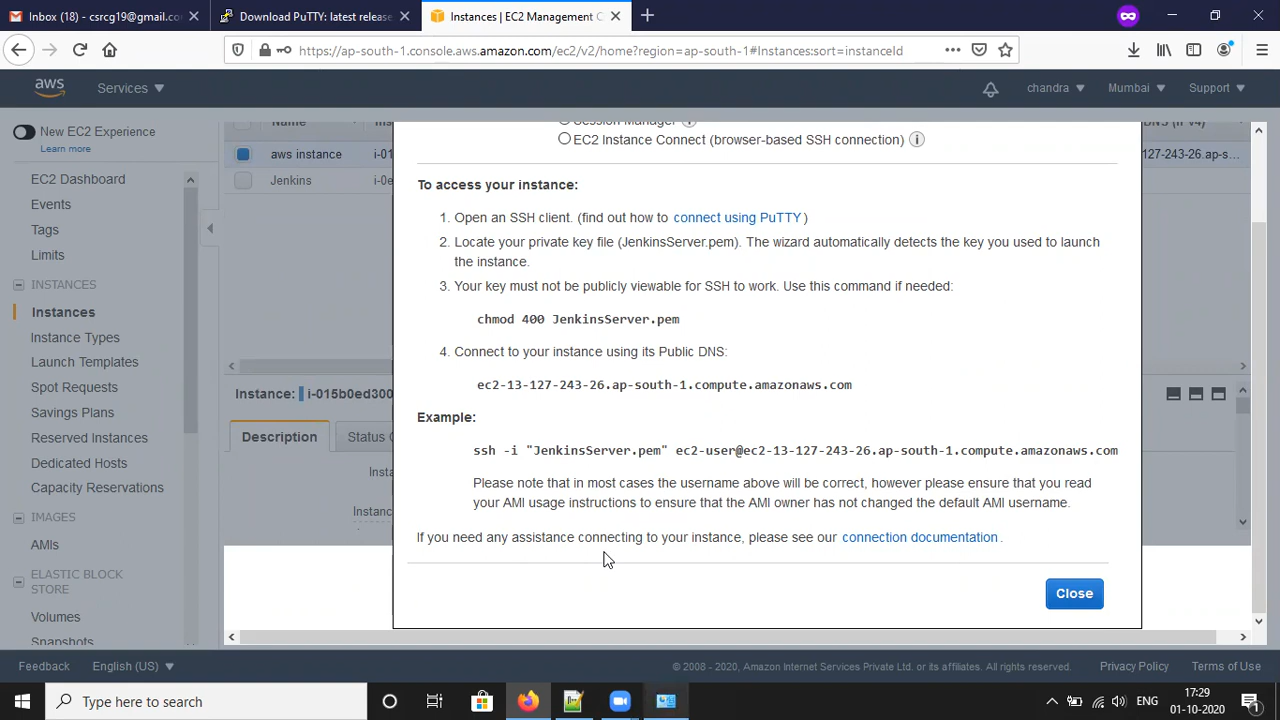 Inbox (18) - csrcg19@gmail.co
Download PuTTY: latest release
Instances | EC2 Management C
https://ap-south-1.console.aws.amazon.com/ec2/v2/home?region=ap-south-1#Instances:sort=instanceId
aws
Services
chandra
Mumbai
Support
New EC2 Experience
Learn more
EC2 Dashboard
Events
Tags
Limits
INSTANCES
Instances
Instance Types
Launch Templates
Spot Requests
Savings Plans
Reserved Instances
Dedicated Hosts
Capacity Reservations
IMAGES
AMIs
ELASTIC BLOCK
STORE
Volumes
Snapshots
Name
aws instance i-01
127-243-26.ap-s...
Jenkins i-0e
Instance: i-015b0ed300
Description
Status C
Insta
Instanc
Session Manager
EC2 Instance Connect (browser-based SSH connection)
To access your instance:
1. Open an SSH client. (find out how to connect using PuTTY)
2. Locate your private key file (JenkinsServer.pem). The wizard automatically detects the key you used to launch
the instance.
3. Your key must not be publicly viewable for SSH to work. Use this command if needed:
chmod 400 JenkinsServer.pem
4. Connect to your instance using its Public DNS:
ec2-13-127-243-26.ap-south-1.compute.amazonaws.com
Example:
ssh -i "JenkinsServer.pem" ec2-user@ec2-13-127-243-26.ap-south-1.compute.amazonaws.com
Please note that in most cases the username above will be correct, however please ensure that you read
your AMI usage instructions to ensure that the AMI owner has not changed the default AMI username.
If you need any assistance connecting to your instance, please see our connection documentation.
Close
Feedback
English (US)
© 2008 - 2020, Amazon Internet Services Private Ltd. or its affiliates. All rights reserved.
Privacy Policy
Terms of Use
Type here to search
ENG
17:29
01-10-2020